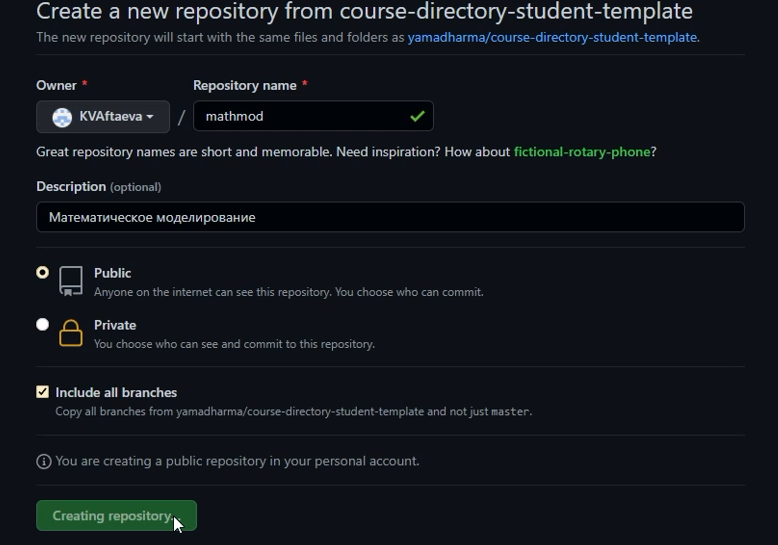 Create a new repository from course-directory-student-template
The new repository will start with the same files and folders as yamadharma/course-directory-student-template.
Owner * Repository name *
KVAftaeva / mathmod
Great repository names are short and memorable. Need inspiration? How about fictional-rotary-phone?
Description (optional)
Математическое моделирование
Public
Anyone on the internet can see this repository. You choose who can commit.
Private
You choose who can see and commit to this repository.
Include all branches
Copy all branches from yamadharma/course-directory-student-template and not just master.
You are creating a public repository in your personal account.
Creating repository